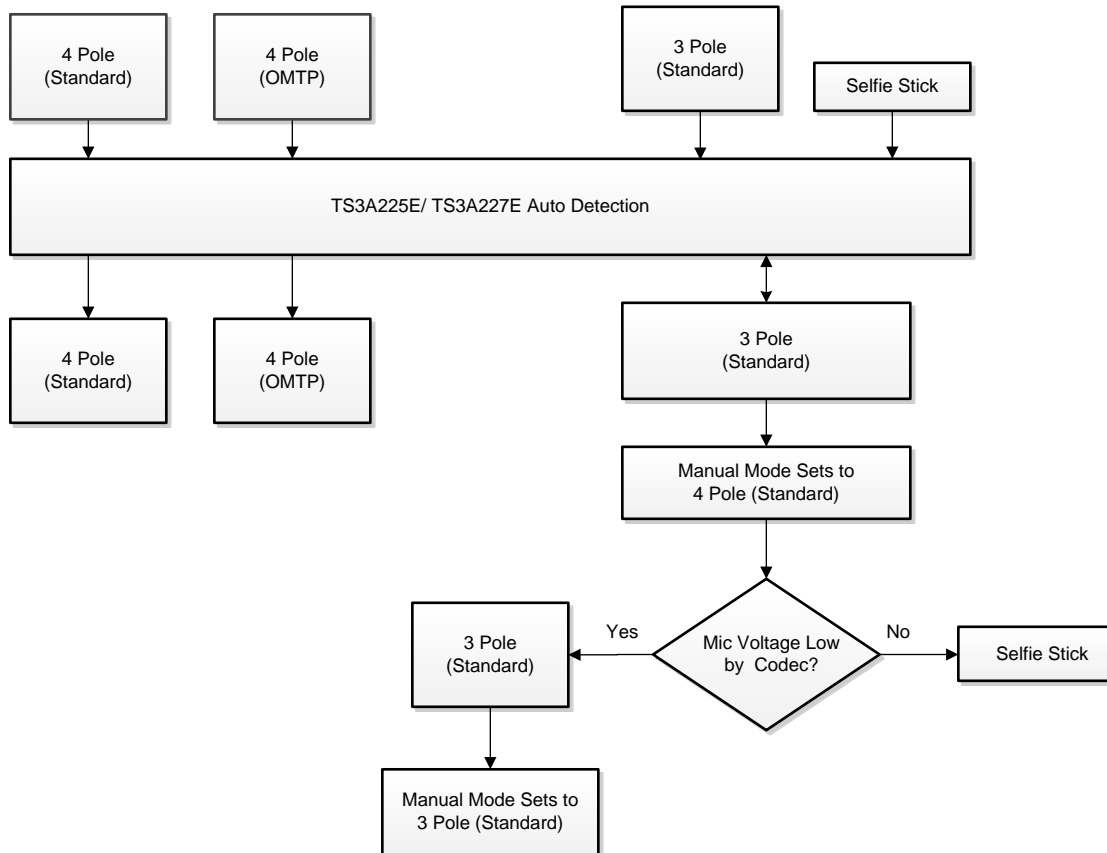 4 Pole
(Standard)
4 Pole
(OMTP)
3 Pole
(Standard)
Selfie Stick
TS3A225E/ TS3A227E Auto Detection
4 Pole
(Standard)
4 Pole
(OMTP)
3 Pole
(Standard)
Manual Mode Sets to
4 Pole (Standard)
Mic Voltage Low
by Codec?
Yes
No
3 Pole
(Standard)
Selfie Stick
Manual Mode Sets to
3 Pole (Standard)